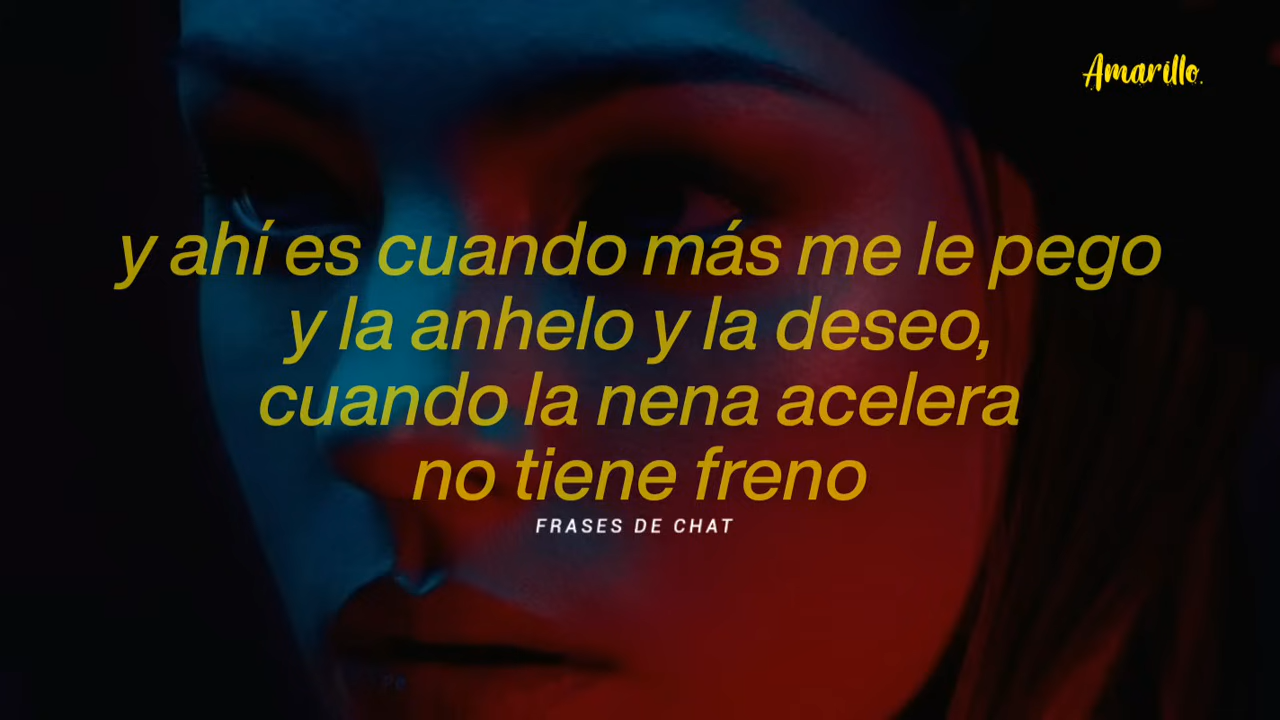 Amarillo
y ahí es cuando más me le pego
y la anhelo y la deseo,
cuando la nena acelera
no tiene freno
FRASES DE CHAT